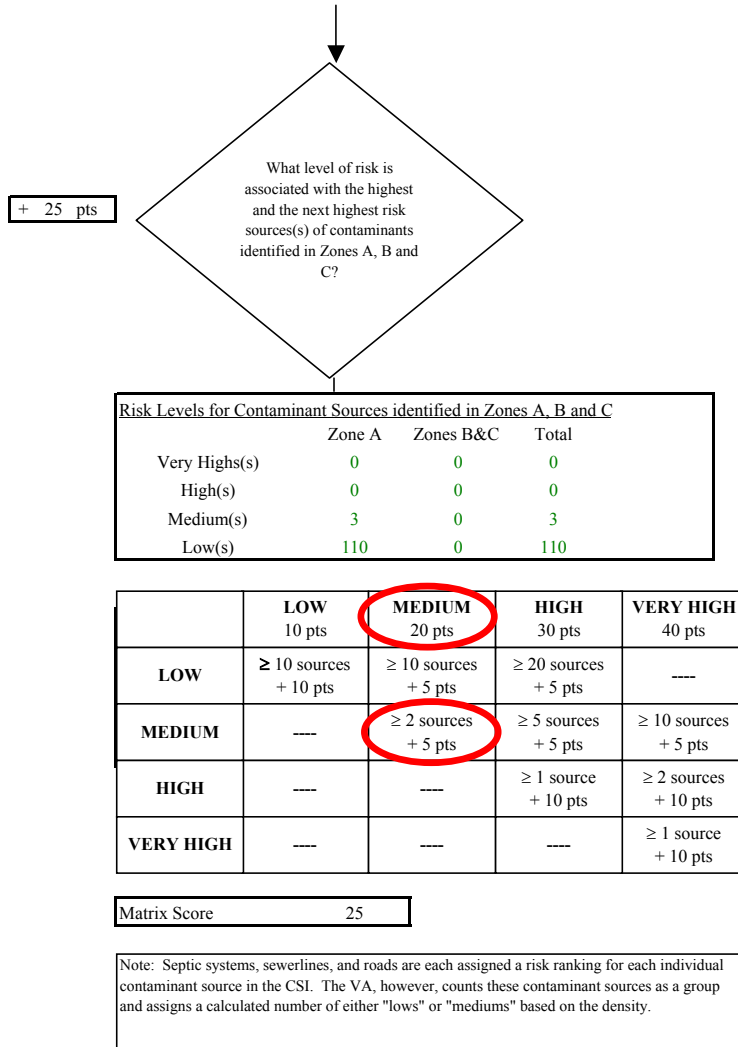 What level of risk is
associated with the highest
and the next highest risk
sources(s) of contaminants
identified in Zones A, B and
C?
+ 25 pts
Risk Levels for Contaminant Sources identified in Zones A, B and C
Zone A Zones B&C Total
Very Highs(s) 0 0 0
High(s) 0 0 0
Medium(s) 3 0 3
Low(s) 110 0 110
LOW MEDIUM HIGH VERY HIGH
10 pts 20 pts 30 pts 40 pts
LOW ≥ 10 sources ≥ 10 sources ≥ 20 sources ----
+ 10 pts + 5 pts + 5 pts
MEDIUM ---- ≥ 2 sources ≥ 5 sources ≥ 10 sources
+ 5 pts + 5 pts + 5 pts
HIGH ---- ---- ≥ 1 source ≥ 2 sources
+ 10 pts + 10 pts
VERY HIGH ---- ---- ---- ≥ 1 source
+ 10 pts
Matrix Score 25
Note: Septic systems, sewerlines, and roads are each assigned a risk ranking for each individual
contaminant source in the CSI. The VA, however, counts these contaminant sources as a group
and assigns a calculated number of either "lows" or "mediums" based on the density.